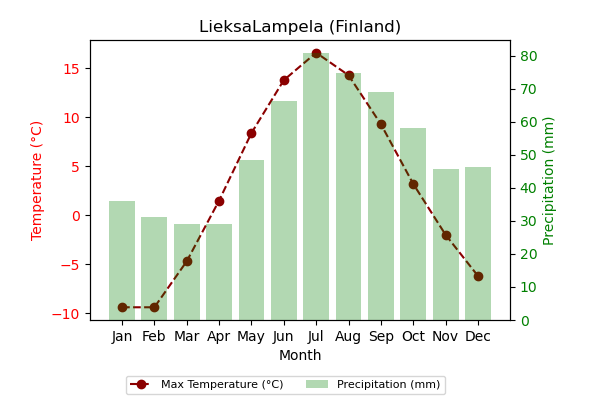 LieksaLampela (Finland)
15
10
5
0
−5
−10
Temperature (°C)
80
70
60
50
40
30
20
10
0
Precipitation (mm)
Jan Feb Mar Apr May Jun Jul Aug Sep Oct Nov Dec
Month
Max Temperature (°C) Precipitation (mm)